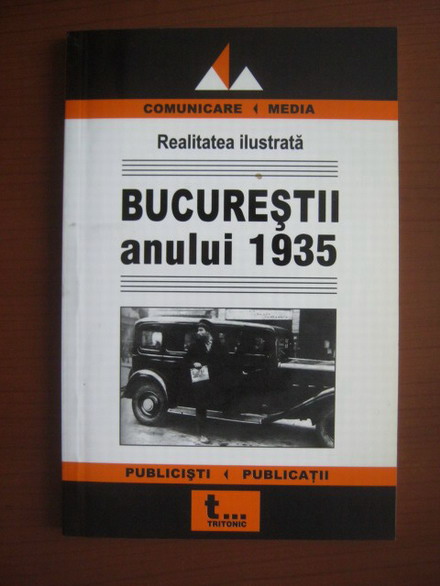 COMUNICARE MEDIA
Realitatea ilustrată
BUCUREŞTII
anului 1935
PUBLICIŞTI PUBLICAŢII
t...
TRITONIC